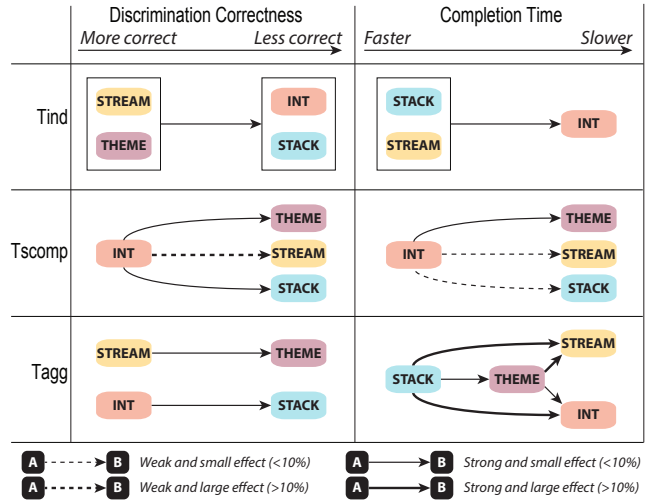 Discrimination Correctness Completion Time
More correct Less correct Faster Slower
Tind
STREAM INT STACK
THEME STACK STREAM INT
Tscomp
THEME THEME
INT STREAM INT STREAM
STACK STACK
Tagg
STREAM THEME STREAM
STACK THEME
INT STACK INT
A B Weak and small effect (<10%) A B Strong and small effect (<10%)
A B Weak and large effect (>10%) A B Strong and large effect (>10%)